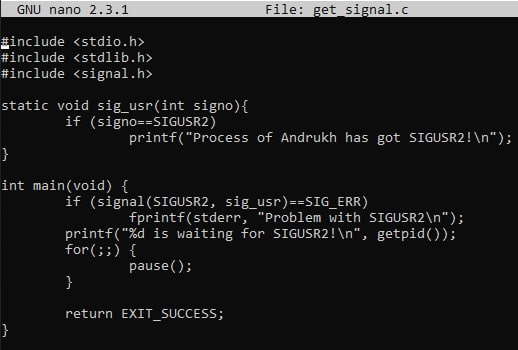 GNU nano 2.3.1 File: get_signal.c
#include <stdio.h>
#include <stdlib.h>
#include <signal.h>
static void sig_usr(int signo){
if (signo==SIGUSR2)
printf("Process of Andrukh has got SIGUSR2!\n");
}
int main(void) {
if (signal(SIGUSR2, sig_usr)==SIG_ERR)
fprintf(stderr, "Problem with SIGUSR2\n");
printf("%d is waiting for SIGUSR2!\n", getpid());
for(;;) {
pause();
}
return EXIT_SUCCESS;
}